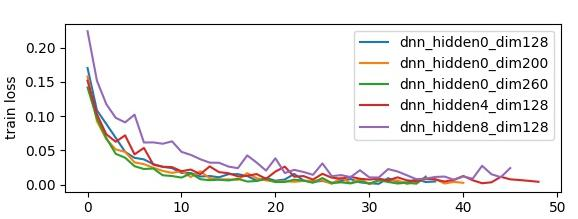 0.20
0.15
0.10
0.05
0.00
train loss
dnn_hidden0_dim128
dnn_hidden0_dim200
dnn_hidden0_dim260
dnn_hidden4_dim128
dnn_hidden8_dim128
0 10 20 30 40 50